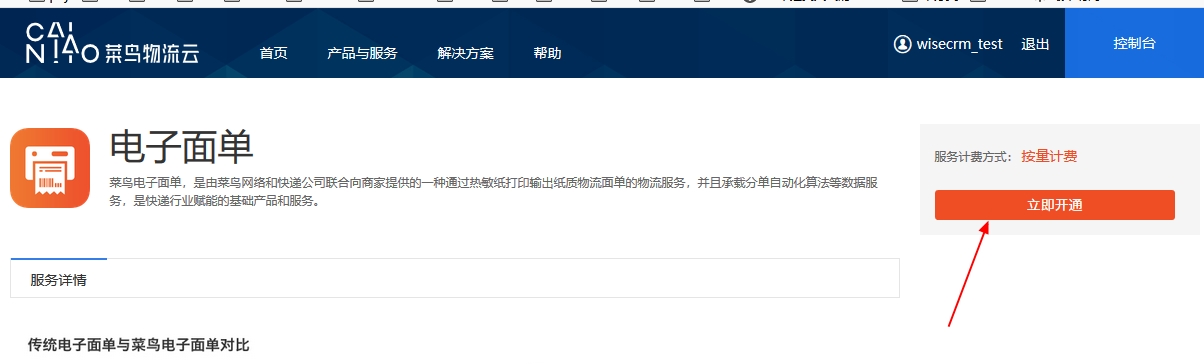 CAI
NIAO 菜鸟物流云
首页 产品与服务 解决方案 帮助 wisecrm_test 退出 控制台
电子面单
菜鸟电子面单，是由菜鸟网络和快递公司联合向商家提供的一种通过热敏纸打印输出纸质物流面单的物流服务，并且承载分单自动化算法等数据服
务，是快递行业赋能的基础产品和服务。
服务计费方式： 按量计费
立即开通
服务详情
传统电子面单与菜鸟电子面单对比